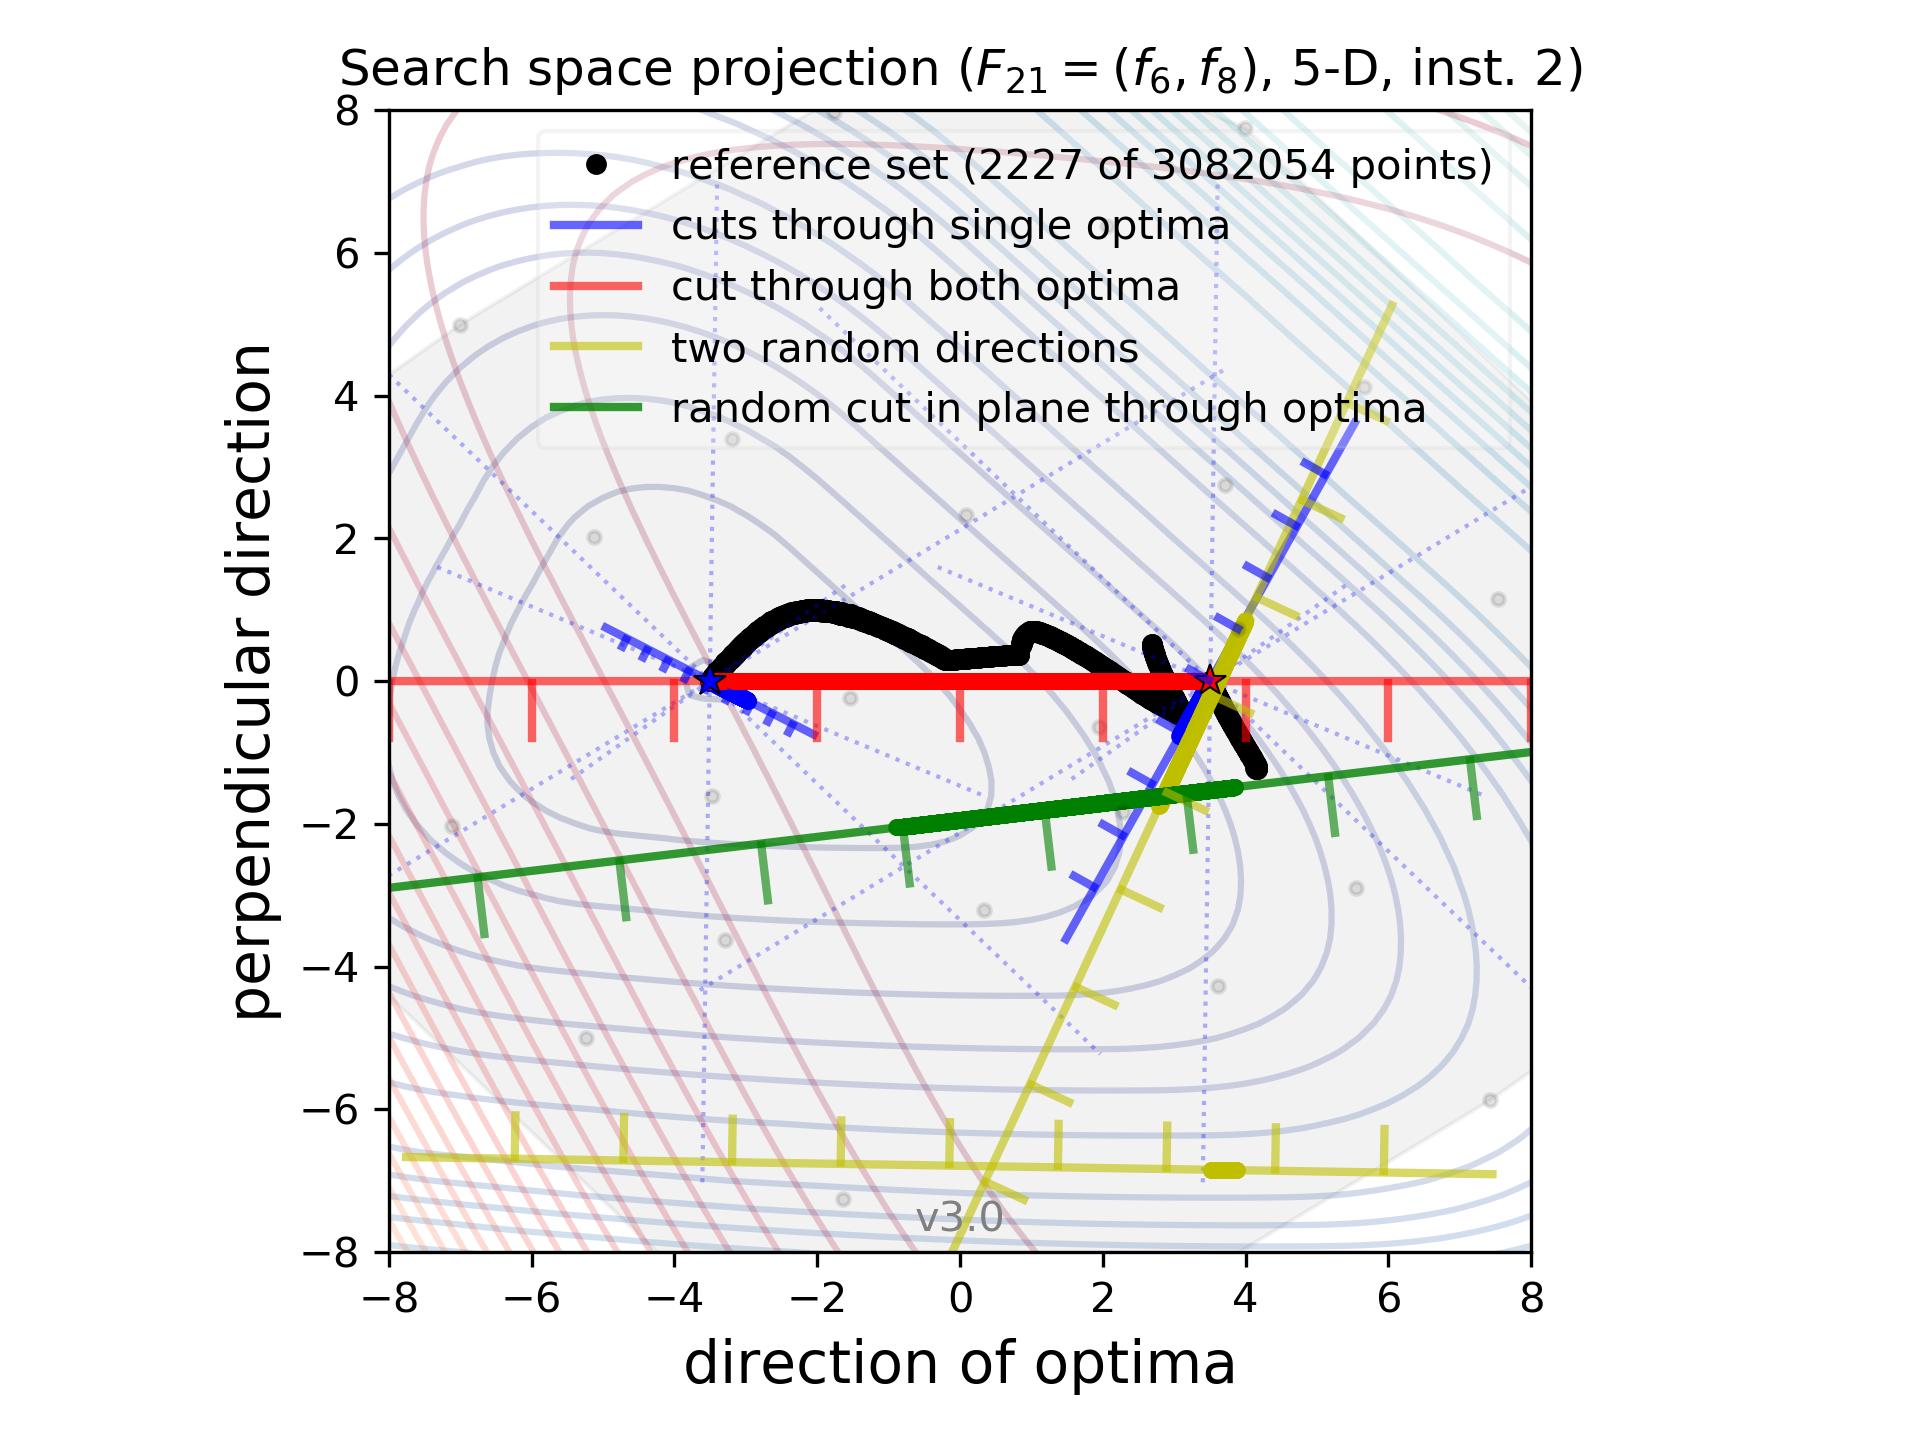 Search space projection (F₂₁ = (f₆, f₈), 5-D, inst. 2)
reference set (2227 of 3082054 points)
cuts through single optima
cut through both optima
two random directions
random cut in plane through optima
8
6
4
2
0
−2
−4
−6
−8
perpendicular direction
v3.0
−8 −6 −4 −2 0 2 4 6 8
direction of optima